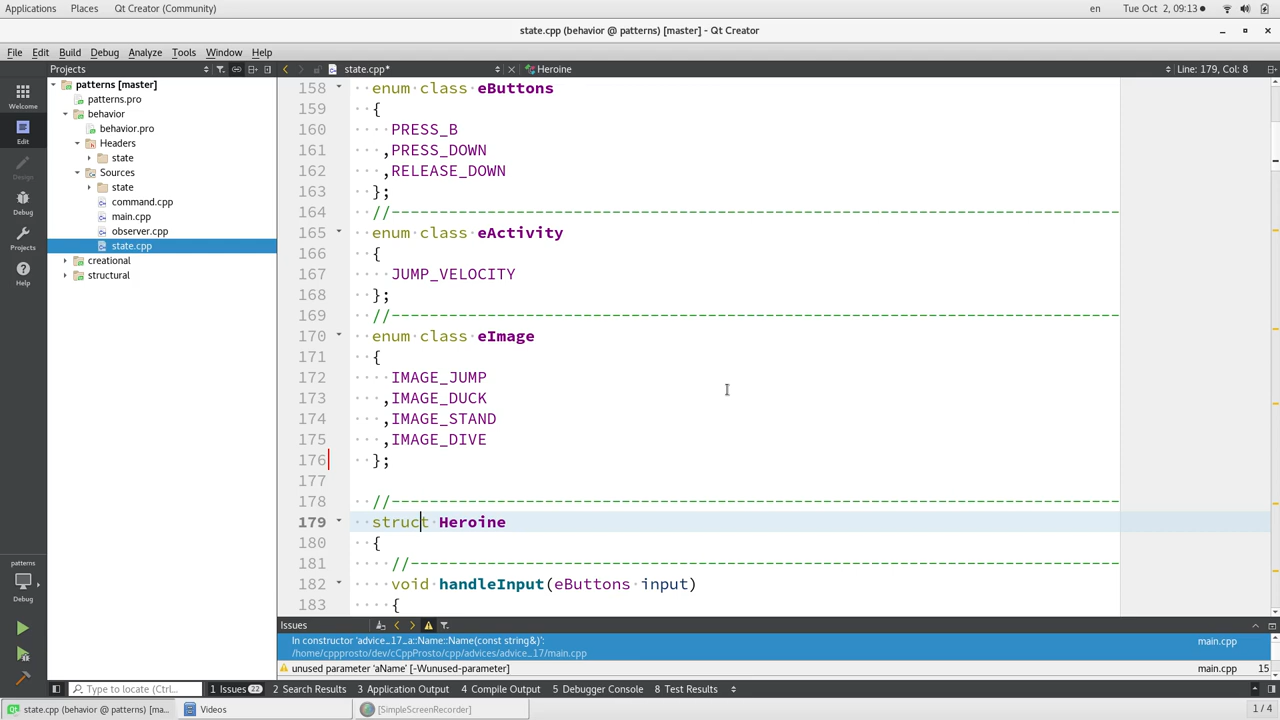 Applications Places Qt Creator (Community) en Tue Oct 2, 09:13
state.cpp (behavior @ patterns) [master] - Qt Creator
File Edit Build Debug Analyze Tools Window Help
Projects state.cpp* Heroine Line: 179, Col: 8
Welcome
Edit
Design
Debug
Projects
Help
patterns
Debug
patterns [master]
patterns.pro
behavior
behavior.pro
Headers
state
Sources
state
command.cpp
main.cpp
observer.cpp
state.cpp
creational
structural
158 enum class eButtons
159 {
160 PRESS_B
161 ,PRESS_DOWN
162 ,RELEASE_DOWN
163 };
164 //-----------------------------------------------------------------------------
165 enum class eActivity
166 {
167 JUMP_VELOCITY
168 };
169 //-----------------------------------------------------------------------------
170 enum class eImage
171 {
172 IMAGE_JUMP
173 ,IMAGE_DUCK
174 ,IMAGE_STAND
175 ,IMAGE_DIVE
176 };
177
178 //-----------------------------------------------------------------------------
179 struct Heroine
180 {
181 //---------------------------------------------------------------------------
182 void handleInput(eButtons input)
183 {
Issues
In constructor 'advice_17_a::Name::Name(const string&)': main.cpp
/home/cppprosto/dev/cCppProsto/cpp/advices/advice_17/main.cpp
unused parameter 'aName' [-Wunused-parameter] main.cpp 15
Type to locate (Ctrl... 1 Issues 22 2 Search Results 3 Application Output 4 Compile Output 5 Debugger Console 8 Test Results
state.cpp (behavior @ patterns) [ma... Videos [SimpleScreenRecorder] 1 / 4